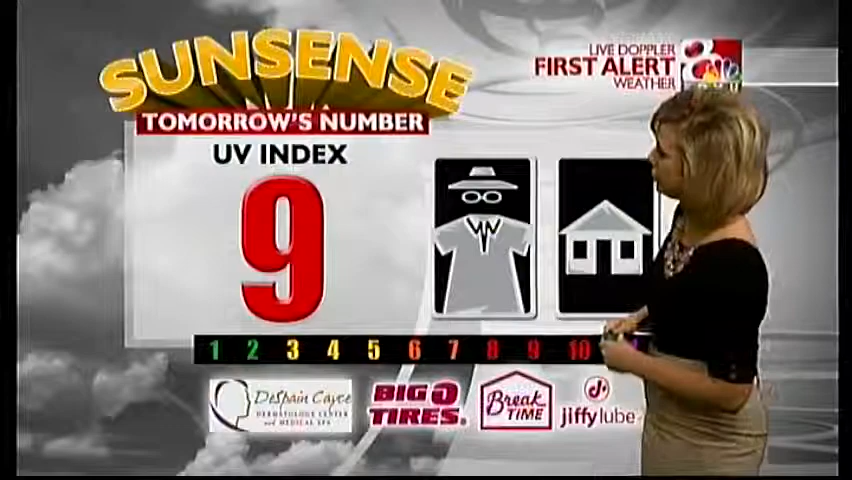 SUNSENSE
TOMORROW'S NUMBER
LIVE DOPPLER
FIRST ALERT
WEATHER
UV INDEX
9
1 2 3 4 5 6 7 8 9 10
DeSpain Cayce
DERMATOLOGY CENTER
AND MEDICAL SPA
BIG O
TIRES
Break
TIME
jiffy lube